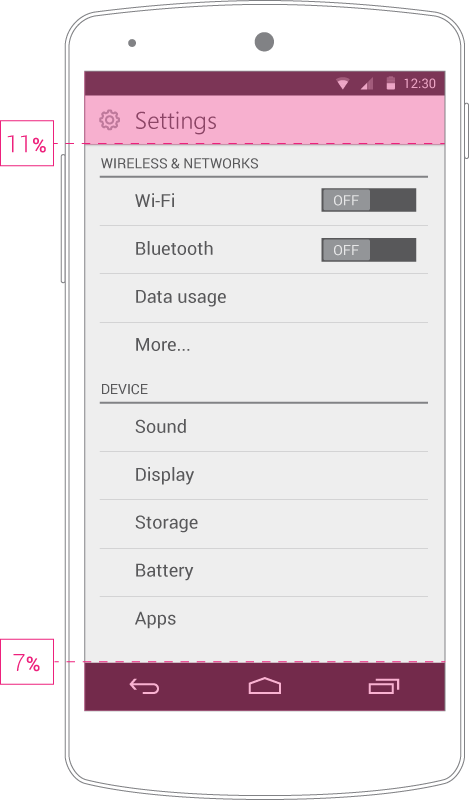 12:30
Settings
11%
WIRELESS & NETWORKS
Wi-Fi OFF
Bluetooth OFF
Data usage
More...
DEVICE
Sound
Display
Storage
Battery
Apps
7%